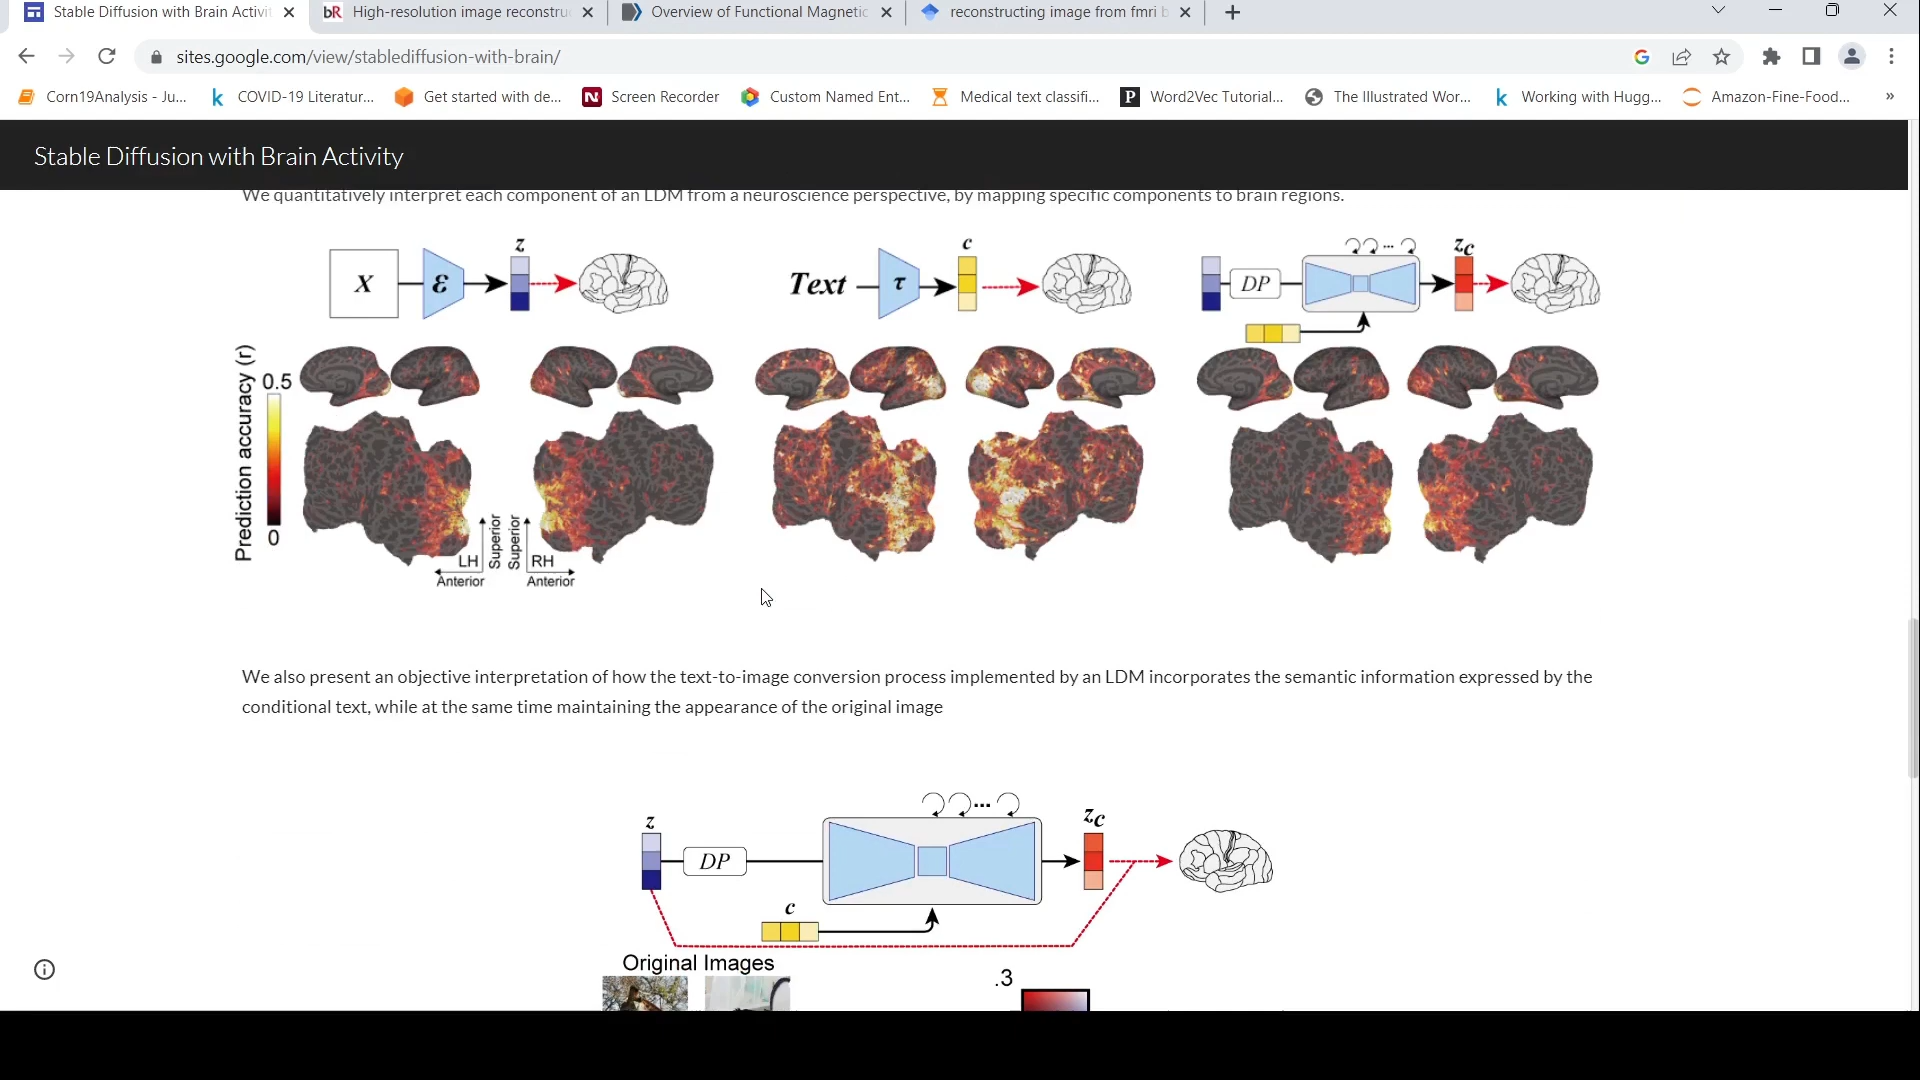 Stable Diffusion with Brain Activi
High-resolution image reconstru
Overview of Functional Magnetic
reconstructing image from fmri b
sites.google.com/view/stablediffusion-with-brain/
Corn19Analysis - Ju...
COVID-19 Literatur...
Get started with de...
Screen Recorder
Custom Named Ent...
Medical text classifi...
Word2Vec Tutorial...
The Illustrated Wor...
Working with Hugg...
Amazon-Fine-Food...
»
Stable Diffusion with Brain Activity
We quantitatively interpret each component of an LDM from a neuroscience perspective, by mapping specific components to brain regions.
X
ε
z
Text
τ
c
DP
...
zc
Prediction accuracy (r)
0.5
0
LH
Superior
Anterior
Superior
RH
Anterior
We also present an objective interpretation of how the text-to-image conversion process implemented by an LDM incorporates the semantic information expressed by the
conditional text, while at the same time maintaining the appearance of the original image
z
DP
...
zc
c
Original Images
.3